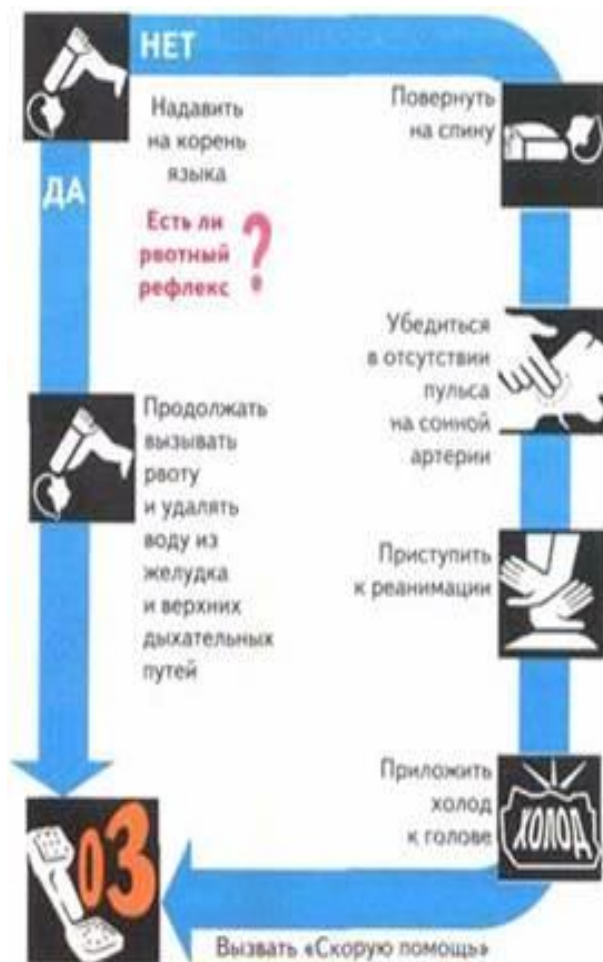 НЕТ
Надавить
на корень
языка
ДА
Есть ли
рвотный
рефлекс
?
Продолжать
вызывать
рвоту
и удалять
воду из
желудка
и верхних
дыхательных
путей
Повернуть
на спину
Убедиться
в отсутствии
пульса
на сонной
артерии
Приступить
к реанимации
Приложить
холод
к голове
ХОЛОД
03
Вызвать «Скорую помощь»